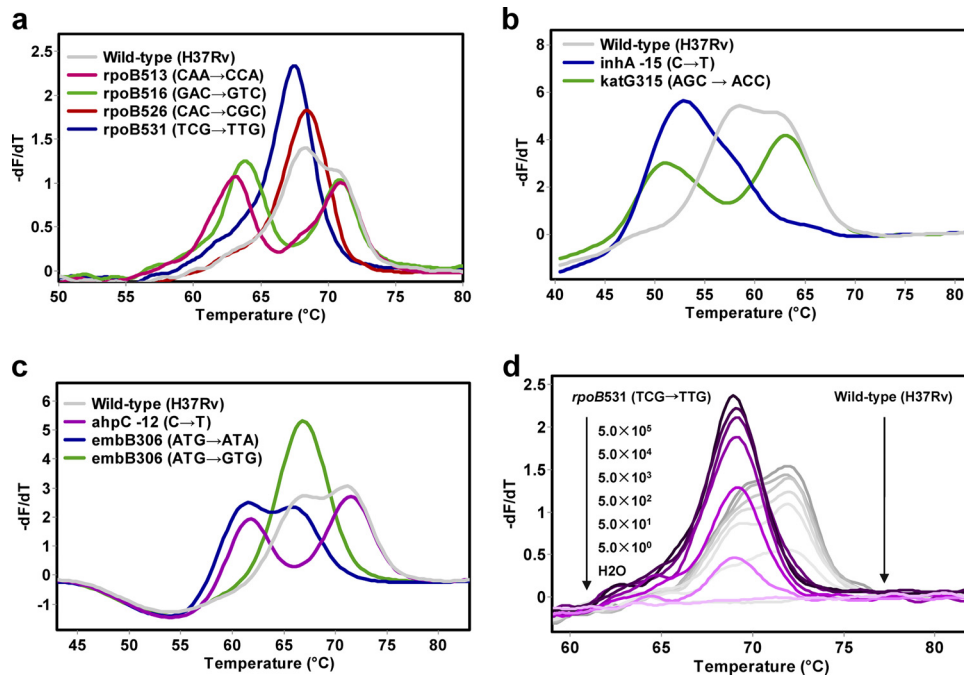 a
2.5
2
1.5
1
0.5
0
-dF/dT
Wild-type (H37Rv)
rpoB513 (CAA→CCA)
rpoB516 (GAC→GTC)
rpoB526 (CAC→CGC)
rpoB531 (TCG→TTG)
50 55 60 65 70 75 80
Temperature (°C)
b
8
6
4
2
0
-dF/dT
Wild-type (H37Rv)
inhA -15 (C→T)
katG315 (AGC → ACC)
40 45 50 55 60 65 70 75 80
Temperature (°C)
c
6
5
4
3
2
1
0
-1
-dF/dT
Wild-type (H37Rv)
ahpC -12 (C→T)
embB306 (ATG→ATA)
embB306 (ATG→GTG)
45 50 55 60 65 70 75 80
Temperature (°C)
d
2.5
2.0
1.5
1.0
0.5
0
-dF/dT
rpoB531 (TCG→TTG) Wild-type (H37Rv)
5.0×10⁵
5.0×10⁴
5.0×10³
5.0×10²
5.0×10¹
5.0×10⁰
H2O
60 65 70 75 80
Temperature (°C)